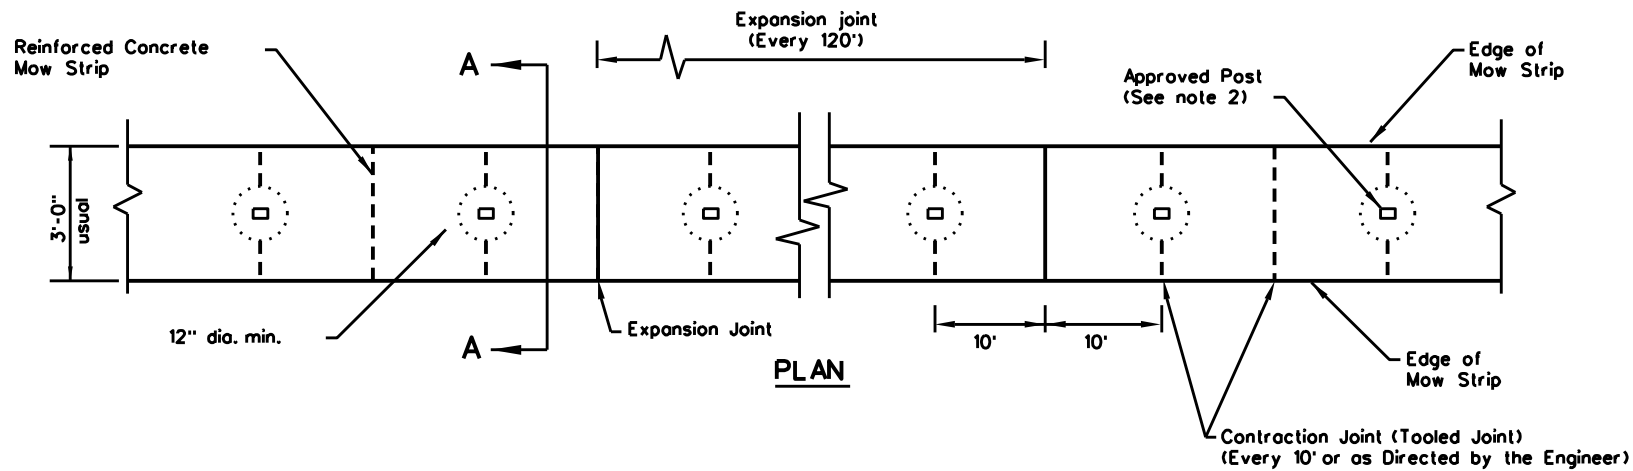 Expansion joint
(Every 120')
Reinforced Concrete
Mow Strip
A
Edge of
Mow Strip
Approved Post
(See note 2)
3'-0"
usual
12" dia. min.
A
Expansion Joint
10'
10'
PLAN
Edge of
Mow Strip
Contraction Joint (Tooled Joint)
(Every 10' or as Directed by the Engineer)